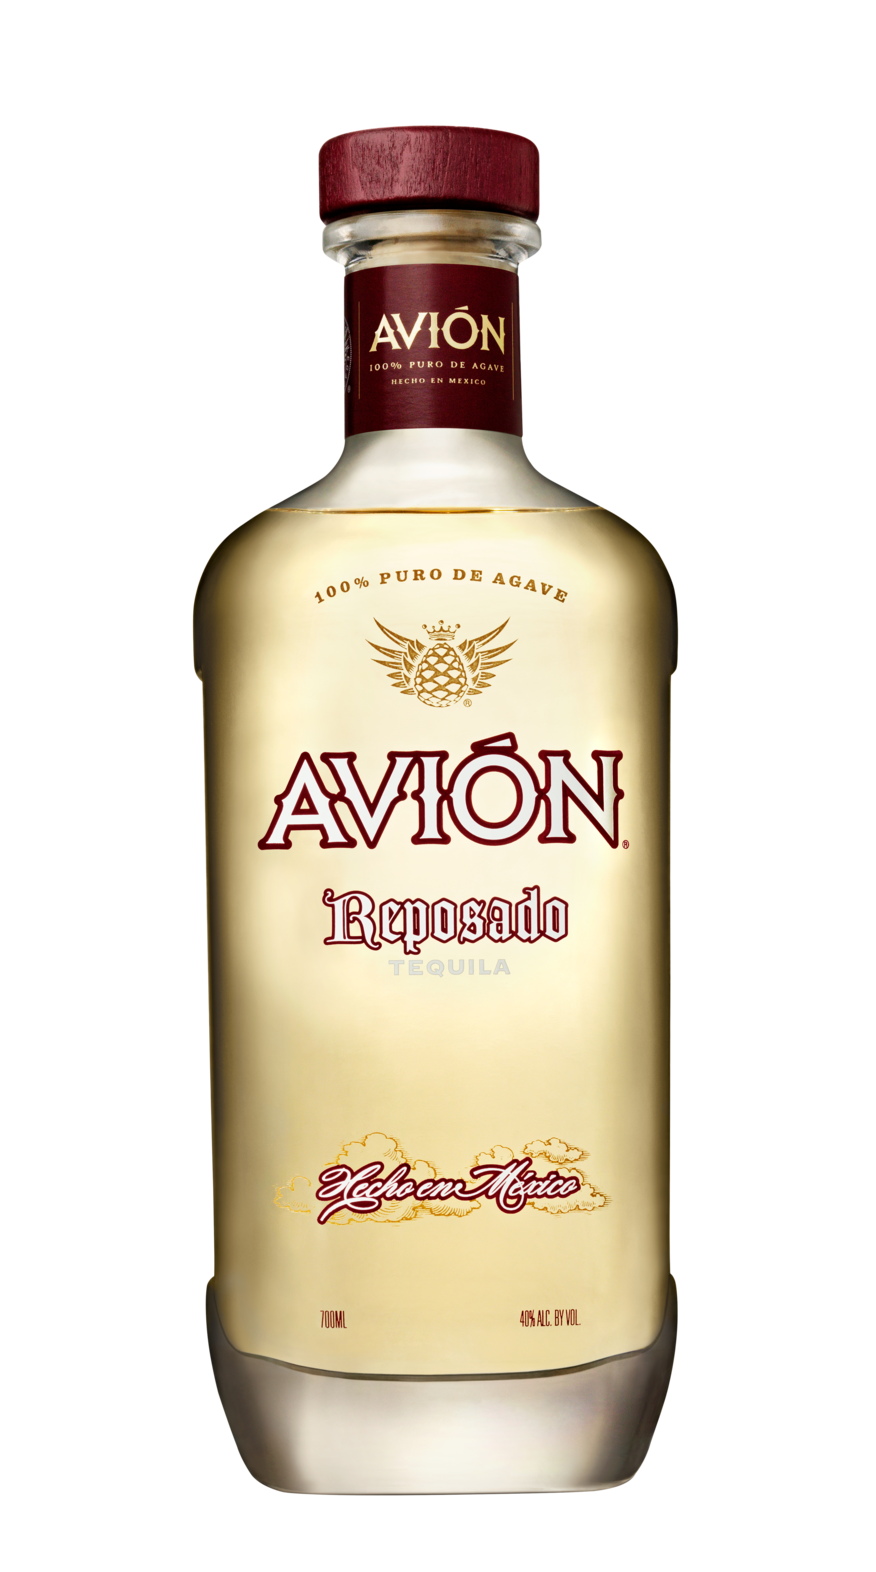 AVIÓN
100% PURO DE AGAVE
HECHO EN MEXICO
100% PURO DE AGAVE
®
AVIÓN®
Reposado
TEQUILA
Hecho en México
700ML 40% ALC. BY VOL.